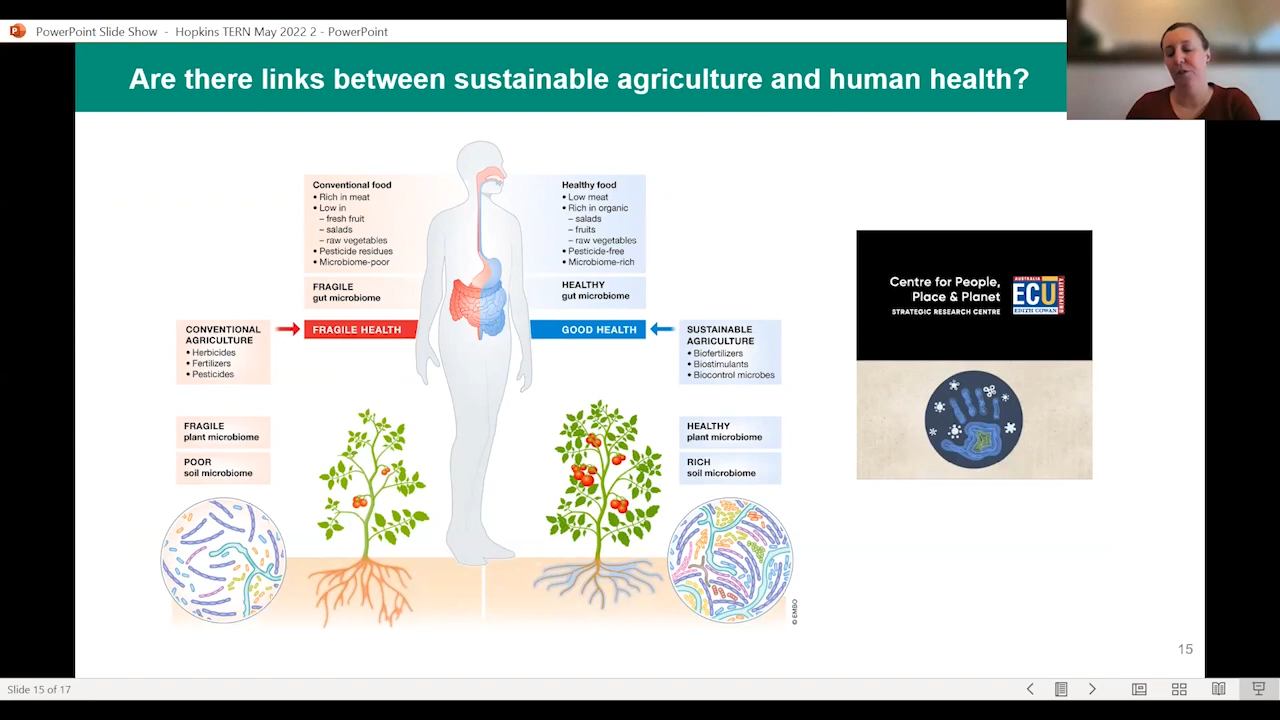 PowerPoint Slide Show - Hopkins TERN May 2022 2 - PowerPoint
Are there links between sustainable agriculture and human health?
Conventional food
• Rich in meat
• Low in
– fresh fruit
– salads
– raw vegetables
• Pesticide residues
• Microbiome-poor
FRAGILE
gut microbiome
Healthy food
• Low meat
• Rich in organic
– salads
– fruits
– raw vegetables
• Pesticide-free
• Microbiome-rich
HEALTHY
gut microbiome
CONVENTIONAL
AGRICULTURE
• Herbicides
• Fertilizers
• Pesticides
FRAGILE HEALTH
GOOD HEALTH
SUSTAINABLE
AGRICULTURE
• Biofertilizers
• Biostimulants
• Biocontrol microbes
FRAGILE
plant microbiome
POOR
soil microbiome
HEALTHY
plant microbiome
RICH
soil microbiome
© EMBO
Centre for People,
Place & Planet
STRATEGIC RESEARCH CENTRE
AUSTRALIA
ECU
EDITH COWAN
UNIVERSITY
15
Slide 15 of 17